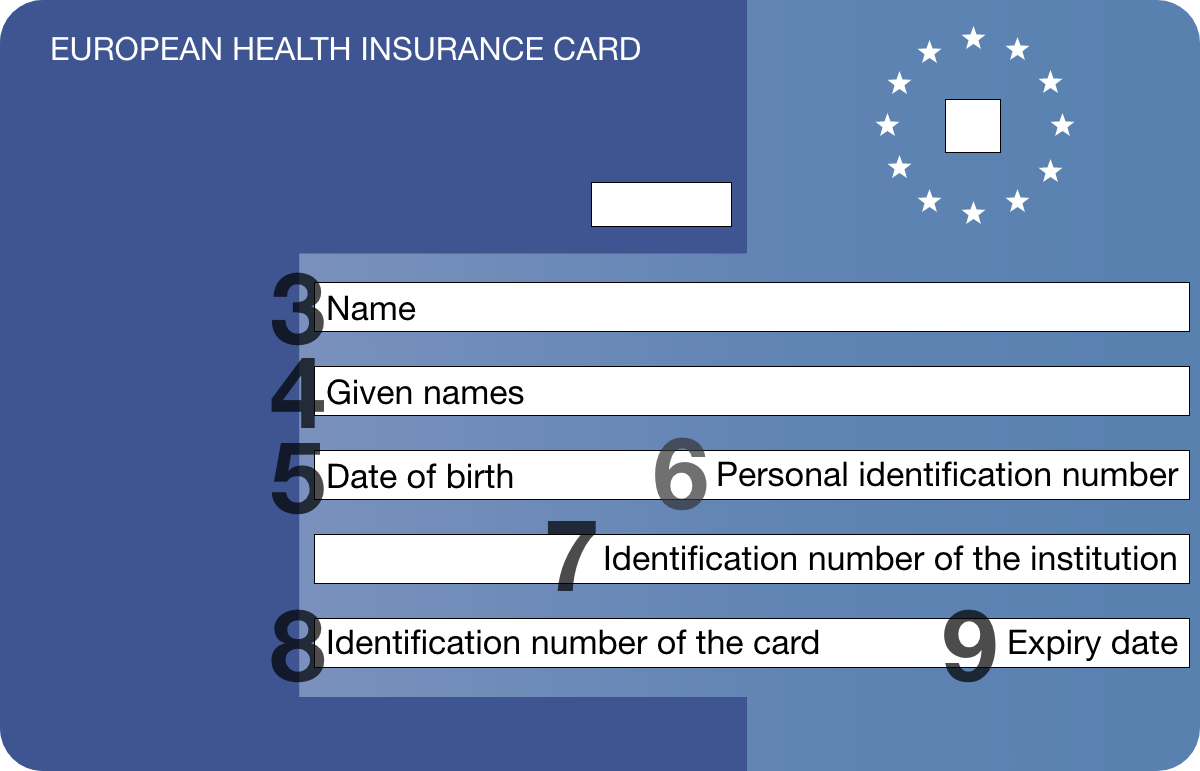 EUROPEAN HEALTH INSURANCE CARD
3 Name
4 Given names
5 Date of birth 6 Personal identification number
7 Identification number of the institution
8 Identification number of the card 9 Expiry date